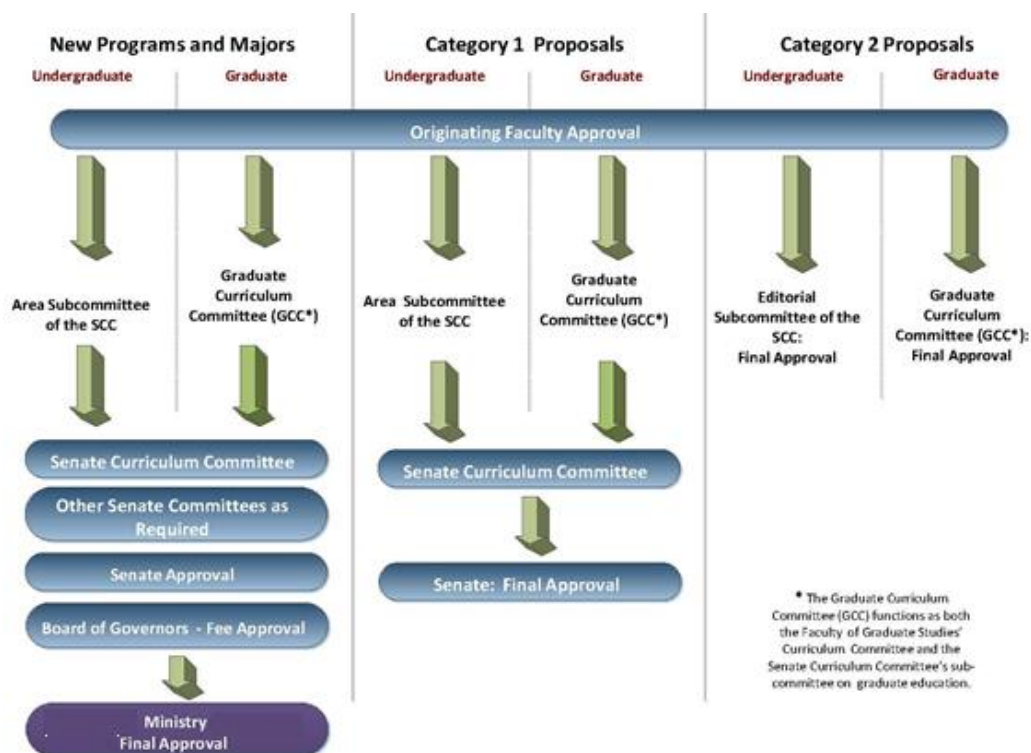 New Programs and Majors
Category 1 Proposals
Category 2 Proposals
Undergraduate
Graduate
Undergraduate
Graduate
Undergraduate
Graduate
Originating Faculty Approval
Area Subcommittee
of the SCC
Graduate
Curriculum
Committee (GCC*)
Area Subcommittee
of the SCC
Graduate
Curriculum
Committee (GCC*)
Editorial
Subcommittee of the
SCC:
Final Approval
Graduate
Curriculum
Committee (GCC*):
Final Approval
Senate Curriculum Committee
Other Senate Committees as
Required
Senate Approval
Board of Governors - Fee Approval
Ministry
Final Approval
Senate Curriculum Committee
Senate: Final Approval
* The Graduate Curriculum
Committee (GCC) functions as both
the Faculty of Graduate Studies'
Curriculum Committee and the
Senate Curriculum Committee's sub-
committee on graduate education.